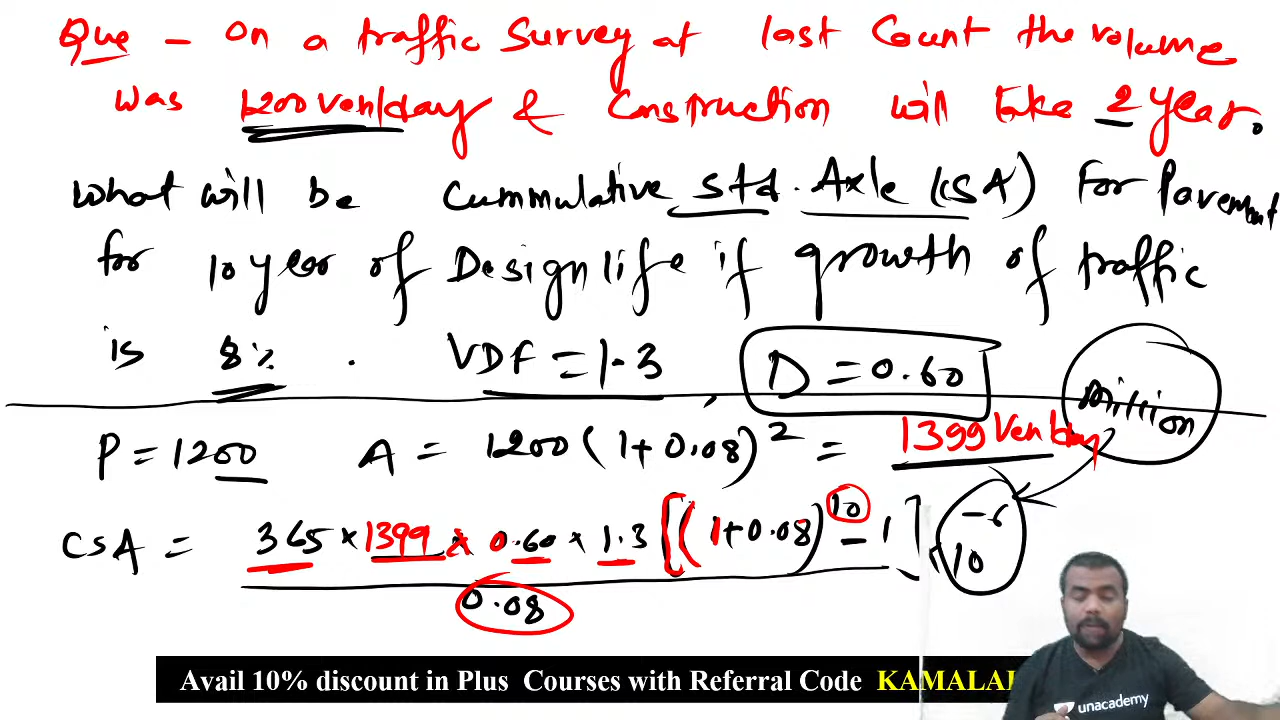 Que - on a traffic Survey at last Count the volume
was 1200 veh/day & Construction will take 2 year.
What will be Cummulative std. Axle (CSA) for Pavement
for 10 year of Design life if growth of traffic
is 8%. VDF = 1.3, D = 0.60
million
P = 1200 A = 1200 (1+0.08)² = 1399 Veh/day
CSA = 365 × 1399 × 0.60 × 1.3 [(1+0.08)^10 - 1] × 10^-6
0.08
Avail 10% discount in Plus Courses with Referral Code
unacademy